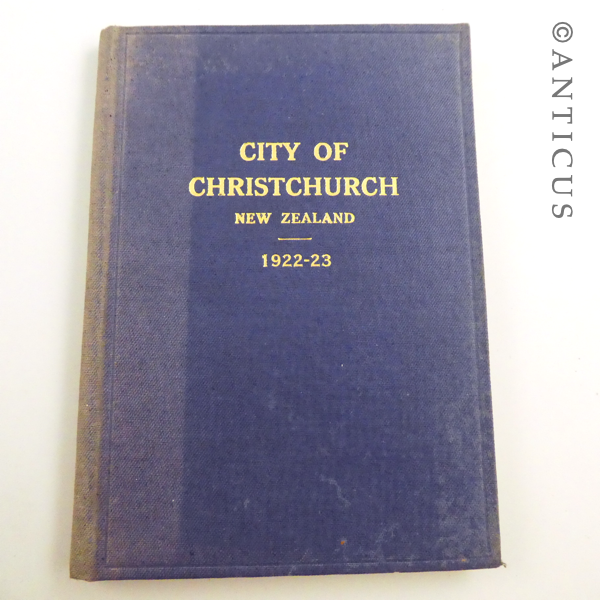 CITY OF
CHRISTCHURCH
NEW ZEALAND
1922-23
© ANTICUS